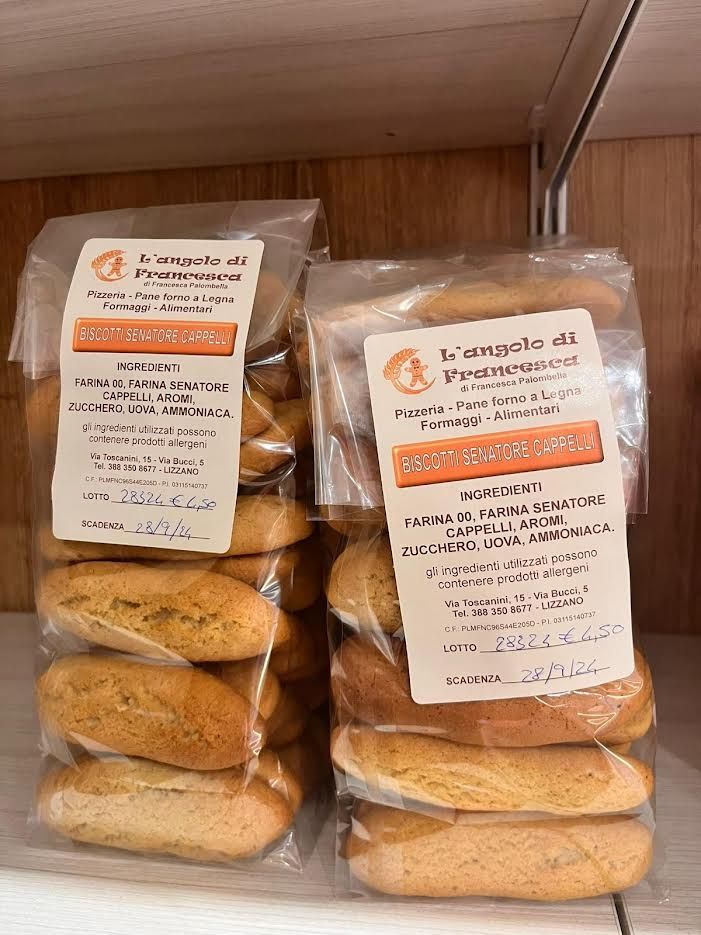 L'angolo di
Francesca
di Francesca Palombella
Pizzeria - Pane forno a Legna
Formaggi - Alimentari
BISCOTTI SENATORE CAPPELLI
INGREDIENTI
FARINA 00, FARINA SENATORE
CAPPELLI, AROMI,
ZUCCHERO, UOVA, AMMONIACA.
gli ingredienti utilizzati possono
contenere prodotti allergeni
Via Toscanini, 15 - Via Bucci, 5
Tel. 388 350 8677 - LIZZANO
C.F.: PLMFNC96S44E205D - P.I. 03115140737
LOTTO 28324 € 4,50
SCADENZA 28/9/24
L'angolo di
Francesca
di Francesca Palombella
Pizzeria - Pane forno a Legna
Formaggi - Alimentari
BISCOTTI SENATORE CAPPELLI
INGREDIENTI
FARINA 00, FARINA SENATORE
CAPPELLI, AROMI,
ZUCCHERO, UOVA, AMMONIACA.
gli ingredienti utilizzati possono
contenere prodotti allergeni
Via Toscanini, 15 - Via Bucci, 5
Tel. 388 350 8677 - LIZZANO
C.F.: PLMFNC96S44E205D - P.I. 03115140737
LOTTO 28324 € 4,50
SCADENZA 28/9/24